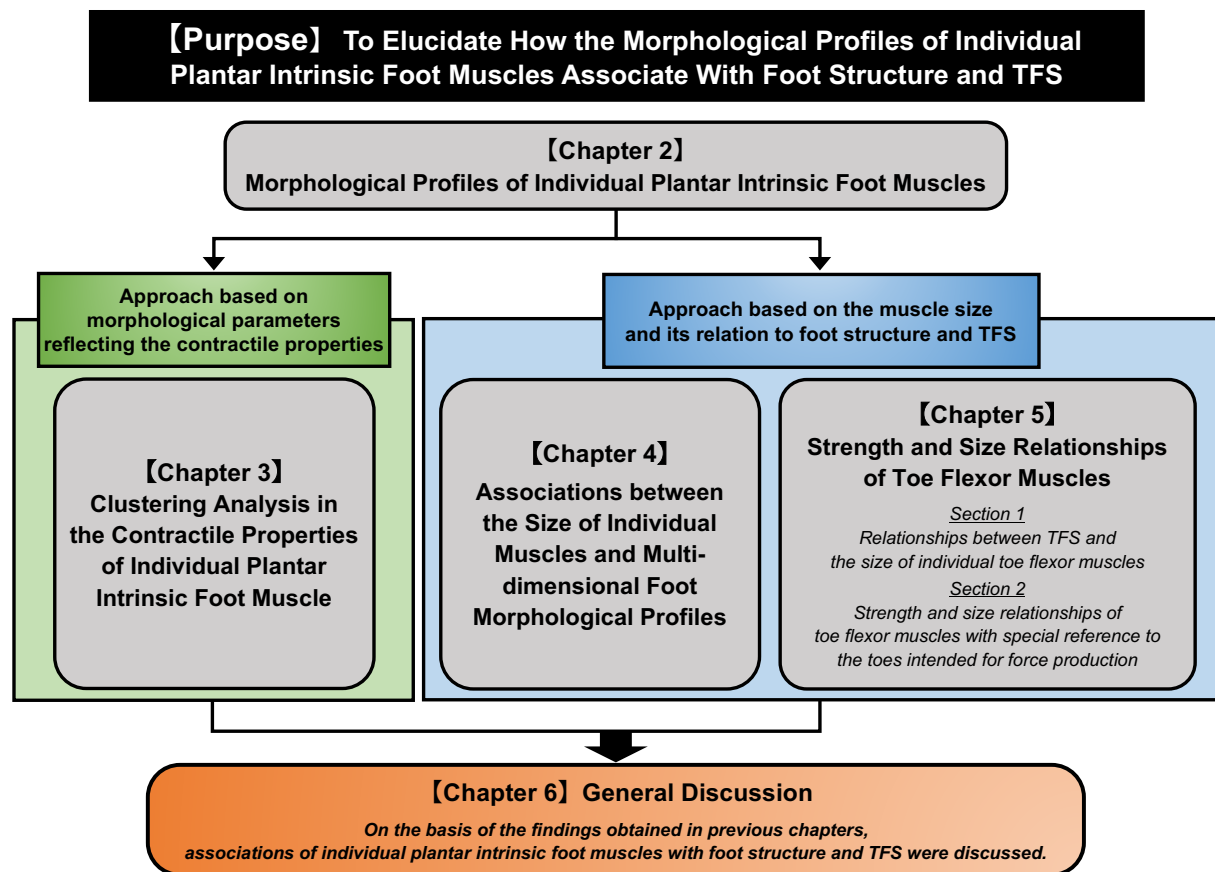 【Purpose】 To Elucidate How the Morphological Profiles of Individual
Plantar Intrinsic Foot Muscles Associate With Foot Structure and TFS
【Chapter 2】
Morphological Profiles of Individual Plantar Intrinsic Foot Muscles
Approach based on
morphological parameters
reflecting the contractile properties
Approach based on the muscle size
and its relation to foot structure and TFS
【Chapter 3】
Clustering Analysis in
the Contractile Properties
of Individual Plantar
Intrinsic Foot Muscle
【Chapter 4】
Associations between
the Size of Individual
Muscles and Multi-
dimensional Foot
Morphological Profiles
【Chapter 5】
Strength and Size Relationships
of Toe Flexor Muscles
Section 1
Relationships between TFS and
the size of individual toe flexor muscles
Section 2
Strength and size relationships of
toe flexor muscles with special reference to
the toes intended for force production
【Chapter 6】General Discussion
On the basis of the findings obtained in previous chapters,
associations of individual plantar intrinsic foot muscles with foot structure and TFS were discussed.